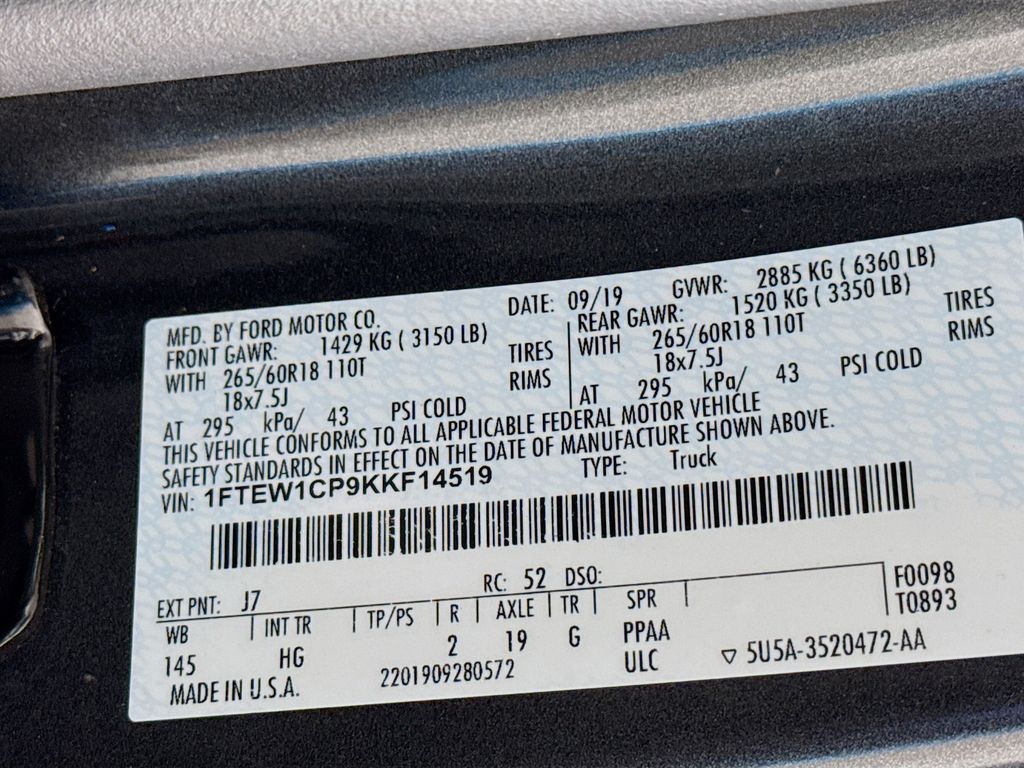 MFD. BY FORD MOTOR CO. DATE: 09/19 GVWR: 2885 KG ( 6360 LB)
FRONT GAWR: 1429 KG ( 3150 LB) REAR GAWR: 1520 KG ( 3350 LB)
WITH 265/60R18 110T TIRES WITH 265/60R18 110T TIRES
18x7.5J RIMS 18x7.5J RIMS
AT 295 kPa/ 43 PSI COLD AT 295 kPa/ 43 PSI COLD
THIS VEHICLE CONFORMS TO ALL APPLICABLE FEDERAL MOTOR VEHICLE
SAFETY STANDARDS IN EFFECT ON THE DATE OF MANUFACTURE SHOWN ABOVE.
VIN: 1FTEW1CP9KKF14519 TYPE: Truck
EXT PNT: J7 RC: 52 DSO: F0098
WB INT TR TP/PS R AXLE TR SPR T0893
145 HG 2 19 G PPAA
MADE IN U.S.A. 2201909280572 ULC ▽ 5U5A-3520472-AA